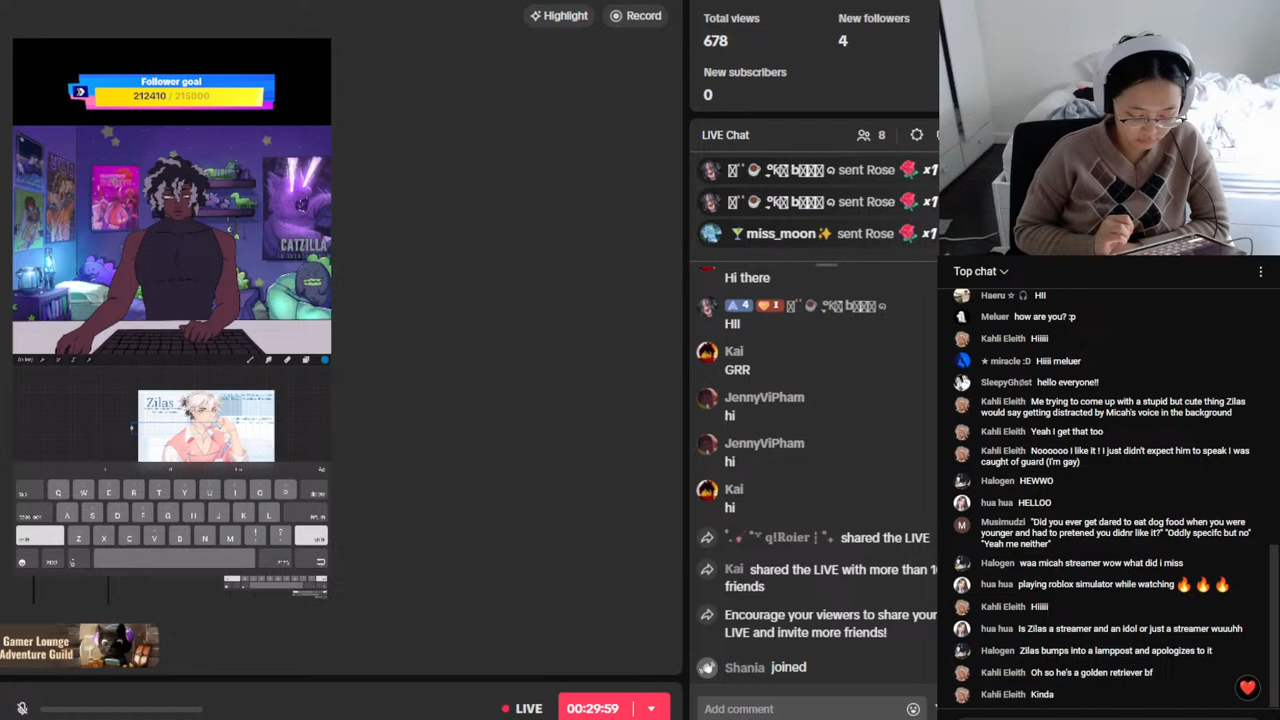 Highlight
Record
Follower goal
212410 / 215000
CATZILLA
Zilas
Q W E R T Y U I O P
A S D F G H J K L
Z X C V B N M
Gamer Lounge
Adventure Guild
LIVE
00:29:59
Total views
New followers
678
4
New subscribers
0
LIVE Chat
8
sent Rose x1
sent Rose x1
miss_moon sent Rose x1
Hi there
4 I
HII
Kai
GRR
JennyViPham
hi
JennyViPham
hi
Kai
hi
q!Roier shared the LIVE
Kai shared the LIVE with more than
friends
Encourage your viewers to share your
LIVE and invite more friends!
Shania joined
Add comment
Top chat
Haeru HII
Meluer how are you? :p
Kahli Eleith Hiiiii
★ miracle :D Hiiii meluer
SleepyGhøst hello everyone!!
Kahli Eleith Me trying to come up with a stupid but cute thing Zilas
would say getting distracted by Micah's voice in the background
Kahli Eleith Yeah I get that too
Kahli Eleith Noooooo I like it ! I just didn't expect him to speak I was
caught of guard (I'm gay)
Halogen HEWWO
hua hua HELLOO
M Musimudzi "Did you ever get dared to eat dog food when you were
younger and had to pretended you didnr like it?" "Oddly specifc but no"
"Yeah me neither"
Halogen waa micah streamer wow what did i miss
hua hua playing roblox simulator while watching 🔥 🔥 🔥
Kahli Eleith Hiiiii
hua hua Is Zilas a streamer and an idol or just a streamer wuuuhh
Halogen Zilas bumps into a lamppost and apologizes to it
Kahli Eleith Oh so he's a golden retriever bf
Kahli Eleith Kinda